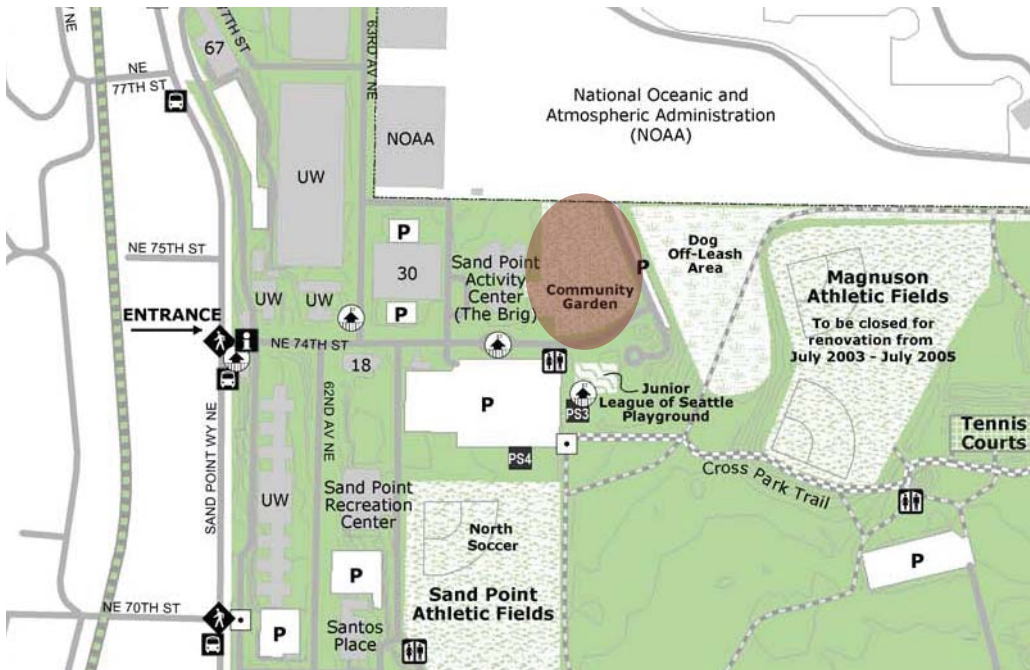 67
77TH ST
63RD AV NE
NE
NE
77TH ST
National Oceanic and
Atmospheric Administration
(NOAA)
NOAA
UW
NE 75TH ST
P
30
P
Sand Point
Activity
Center
(The Brig)
P
Community
Garden
Dog
Off-Leash
Area
Magnuson
Athletic Fields
To be closed for
renovation from
July 2003 - July 2005
UW
UW
ENTRANCE
i
NE 74TH ST
18
P
Junior
League of Seattle
Playground
PS3
PS4
62ND AV NE
SAND POINT WY NE
Tennis
Courts
Cross Park Trail
UW
Sand Point
Recreation
Center
P
North
Soccer
Sand Point
Athletic Fields
P
NE 70TH ST
P
Santos
Place